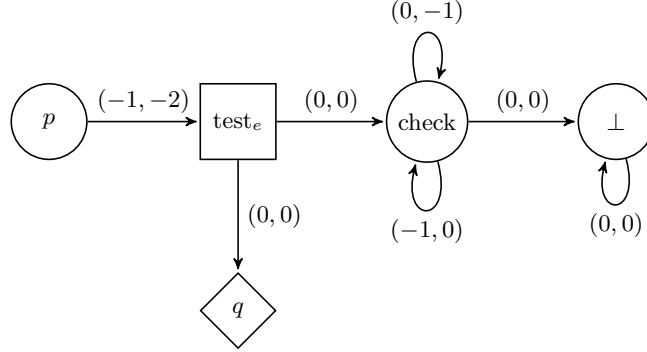 (0, −1)
(−1, −2)
(0, 0)
(0, 0)
p
test_e
check
⊥
(0, 0)
(−1, 0)
(0, 0)
q